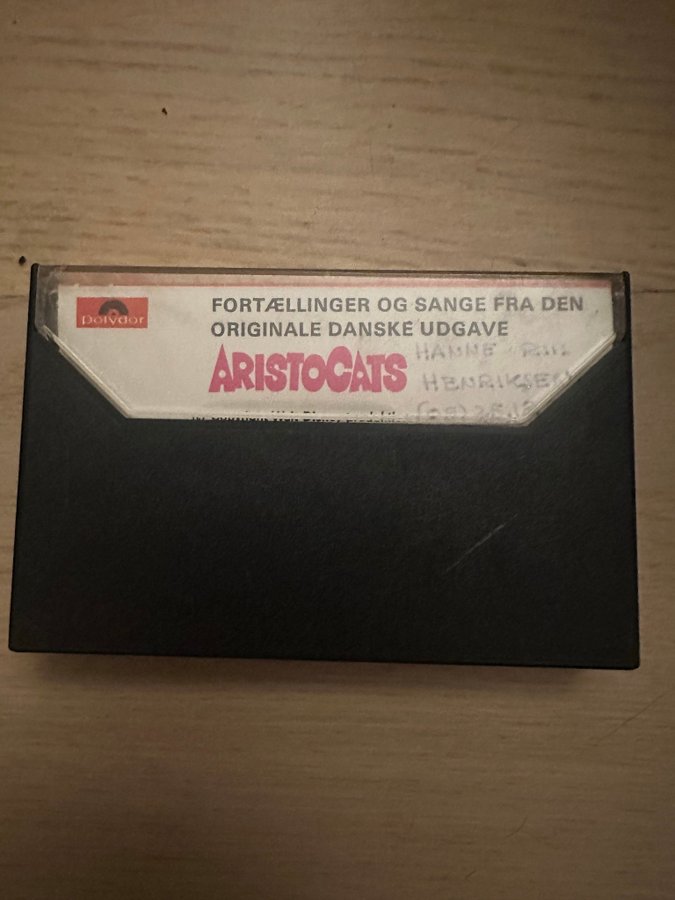 polydor
FORTÆLLINGER OG SANGE FRA DEN
ORIGINALE DANSKE UDGAVE
ARISTOCATS
HANNE
HENRIKSEN